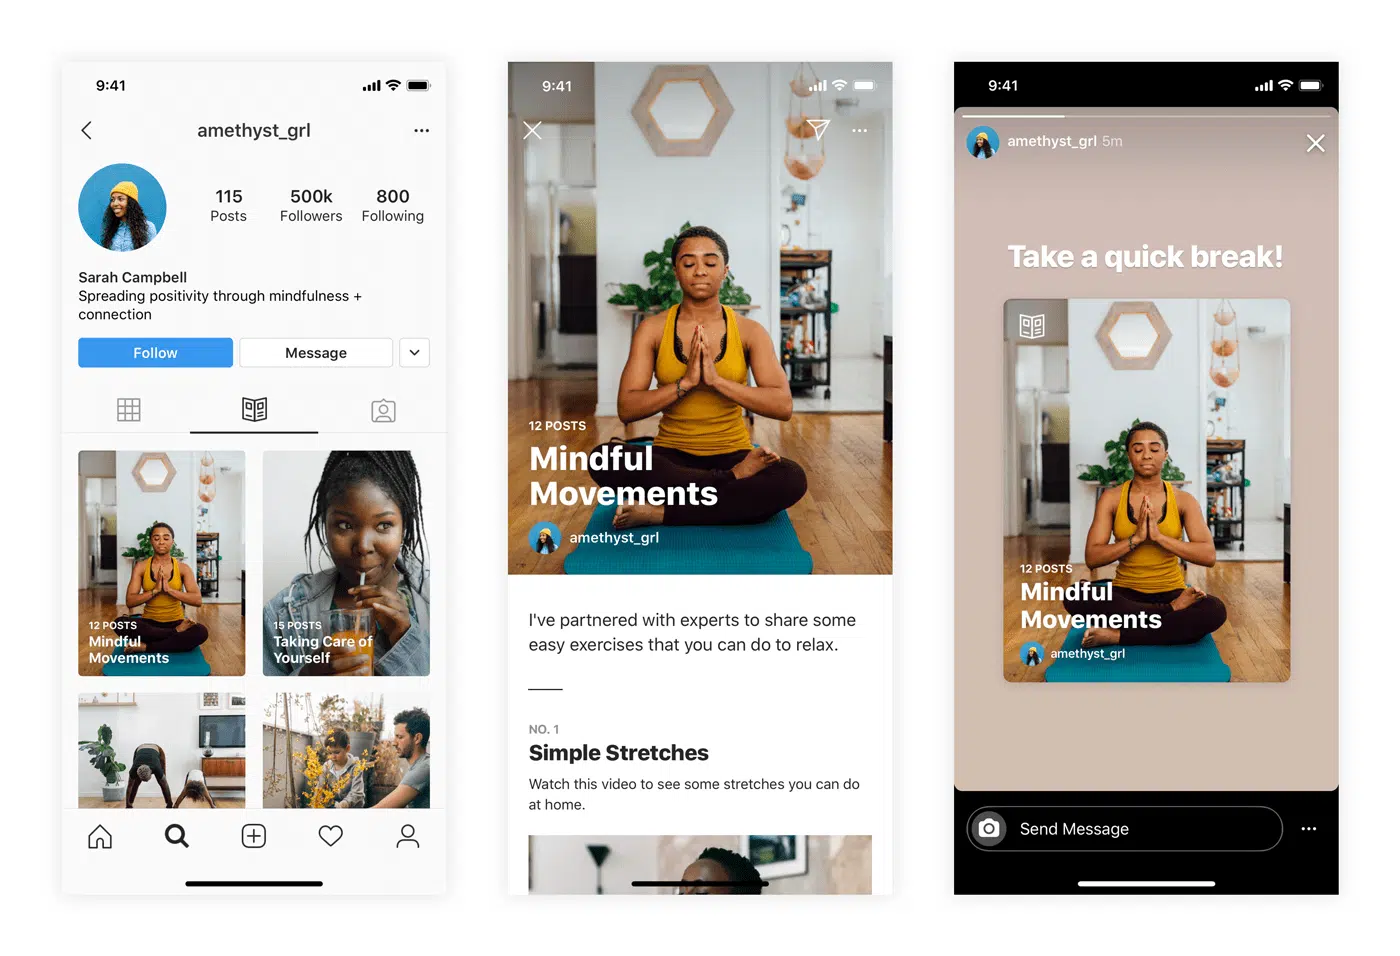 9:41
amethyst_grl
115
Posts
500k
Followers
800
Following
Sarah Campbell
Spreading positivity through mindfulness +
connection
Follow
Message
12 POSTS
Mindful
Movements
15 POSTS
Taking Care of
Yourself
9:41
12 POSTS
Mindful
Movements
amethyst_grl
I've partnered with experts to share some
easy exercises that you can do to relax.
NO. 1
Simple Stretches
Watch this video to see some stretches you can do
at home.
9:41
amethyst_grl 5m
Take a quick break!
12 POSTS
Mindful
Movements
amethyst_grl
Send Message